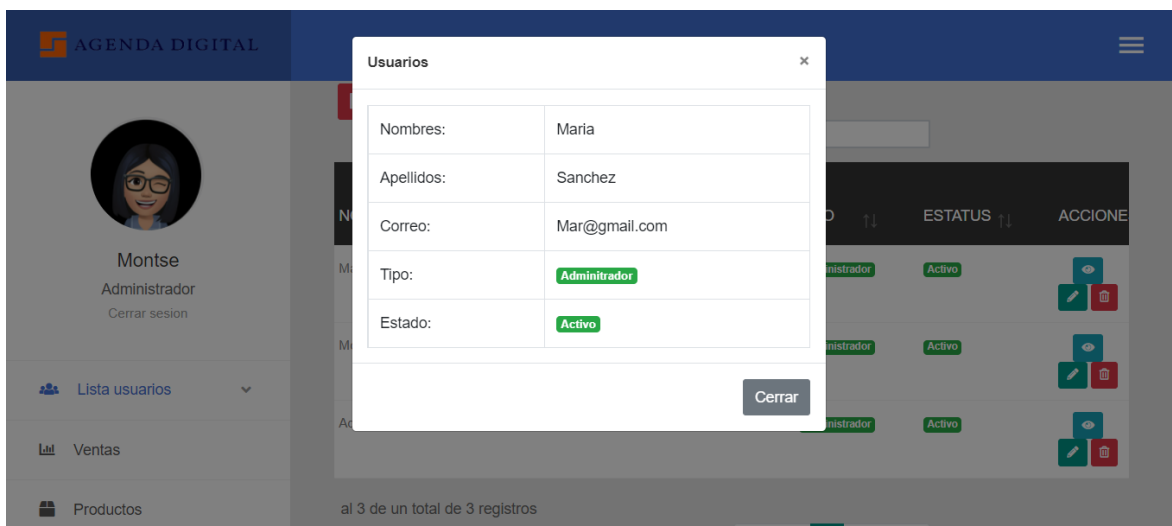 AGENDA DIGITAL
Usuarios ×
Nombres: Maria
Apellidos: Sanchez
Correo: Mar@gmail.com
Tipo: Adminitrador
Estado: Activo
Cerrar
Montse
Administrador
Cerrar sesion
Lista usuarios
Ventas
Productos
ESTATUS ACCIONE
Activo
Activo
Activo
al 3 de un total de 3 registros